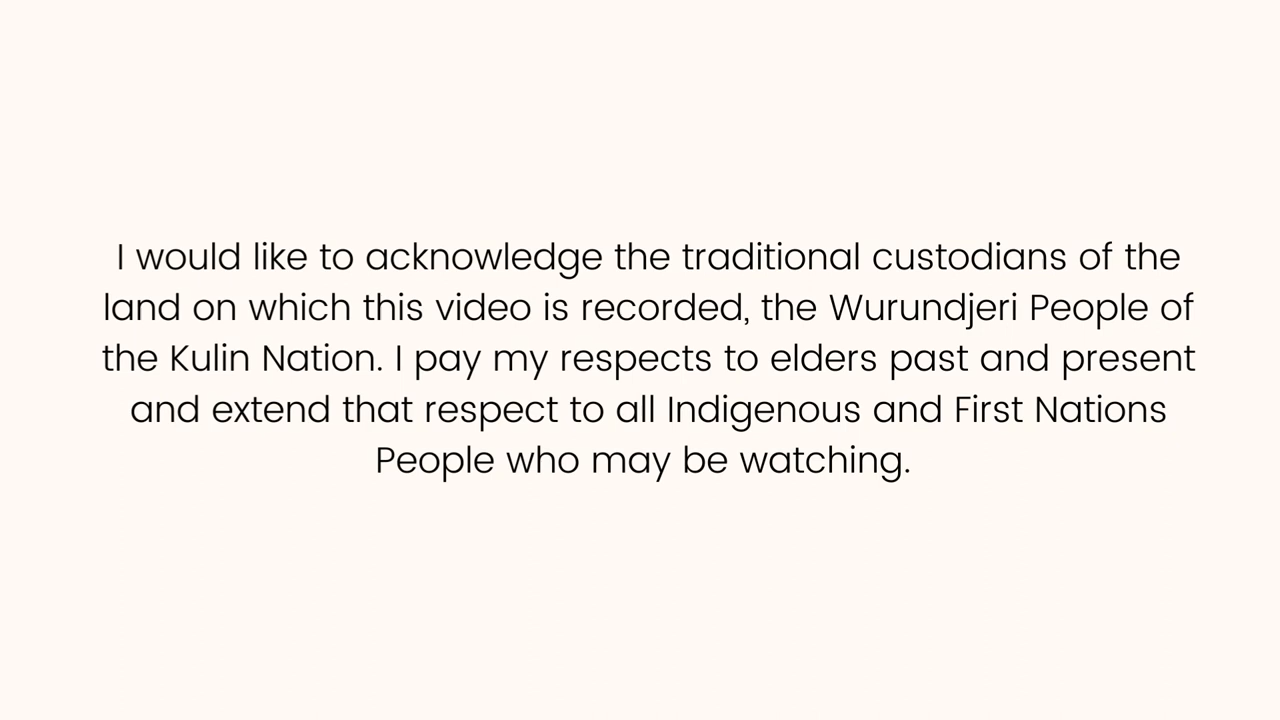 I would like to acknowledge the traditional custodians of the
land on which this video is recorded, the Wurundjeri People of
the Kulin Nation. I pay my respects to elders past and present
and extend that respect to all Indigenous and First Nations
People who may be watching.